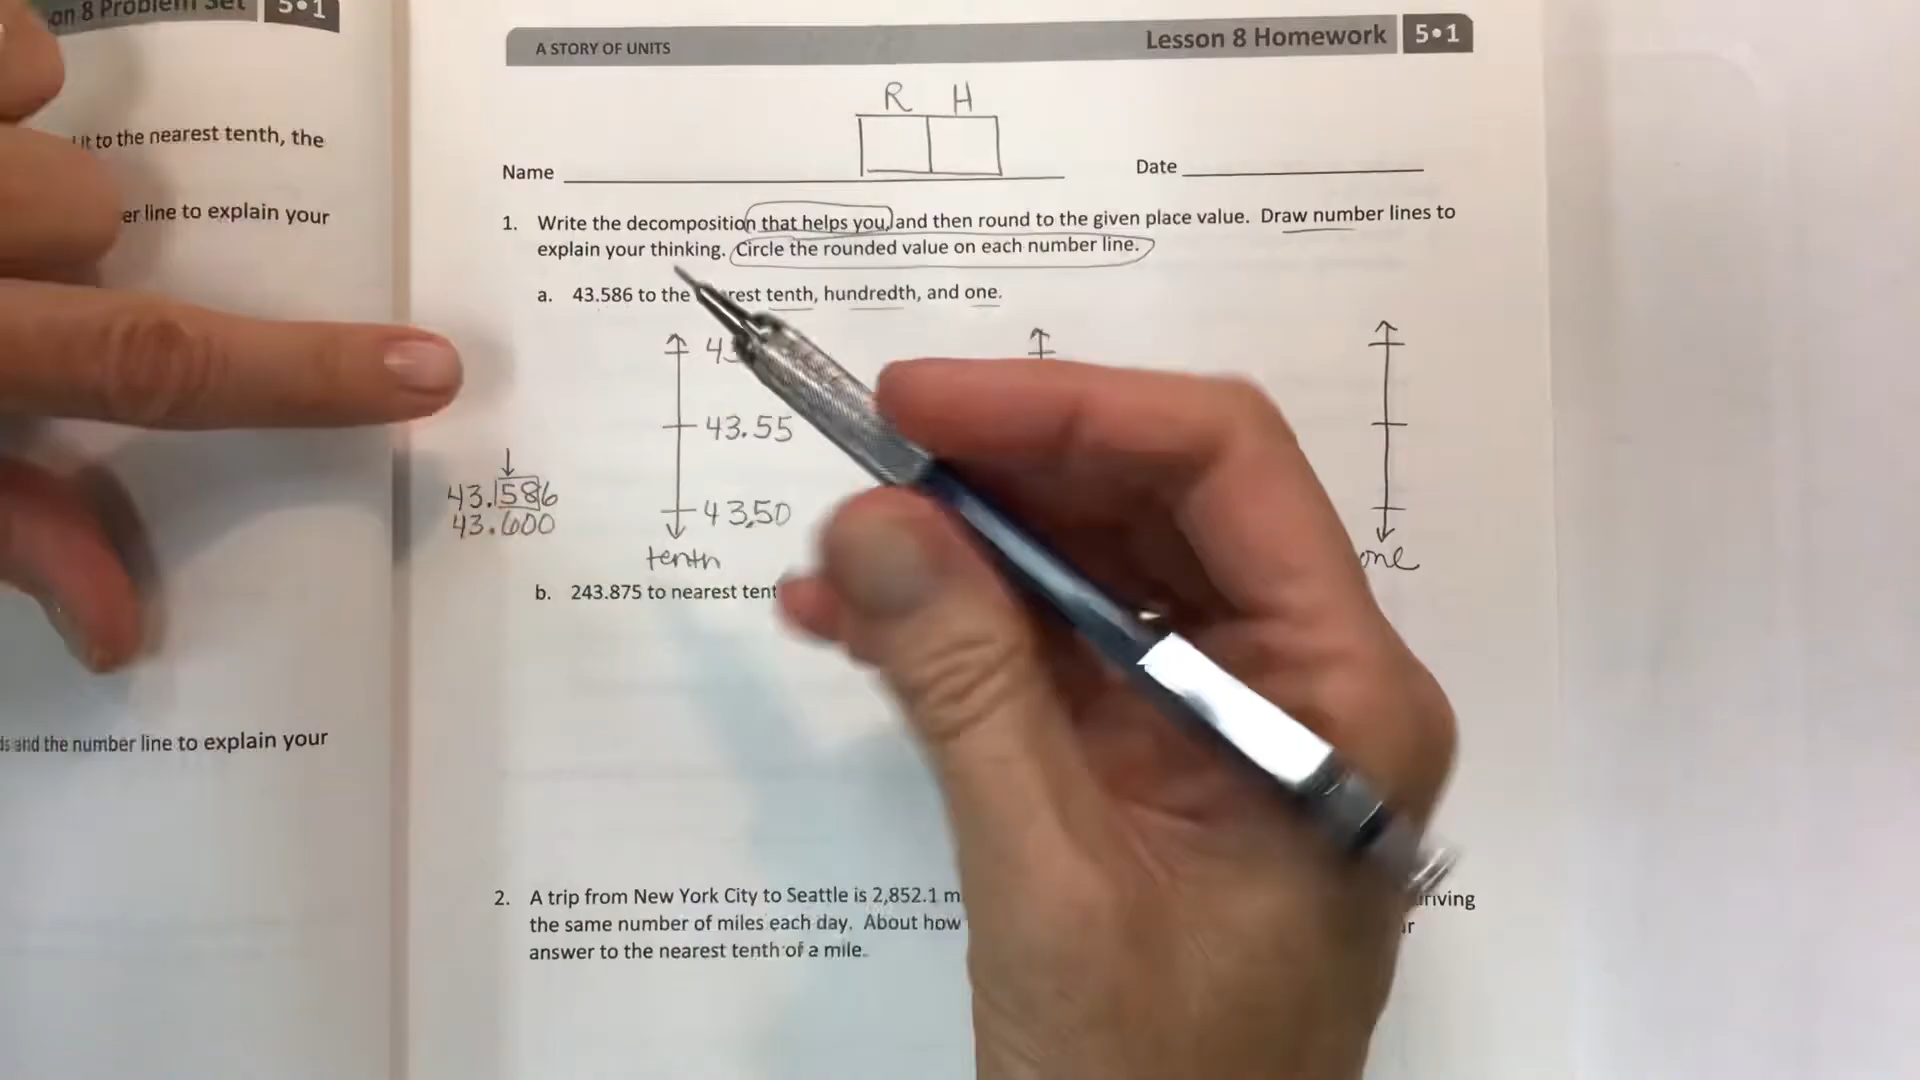 on 8 Problem Set 5•1
it to the nearest tenth, the
er line to explain your
and the number line to explain your
A STORY OF UNITS
Lesson 8 Homework 5•1
R H
Name
Date
1. Write the decomposition that helps you, and then round to the given place value. Draw number lines to
explain your thinking. Circle the rounded value on each number line.
a. 43.586 to the rest tenth, hundredth, and one.
43.55
43.586
43.600
43.50
tenth
one
b. 243.875 to nearest tent
2. A trip from New York City to Seattle is 2,852.1 m riving
the same number of miles each day. About how
answer to the nearest tenth of a mile.